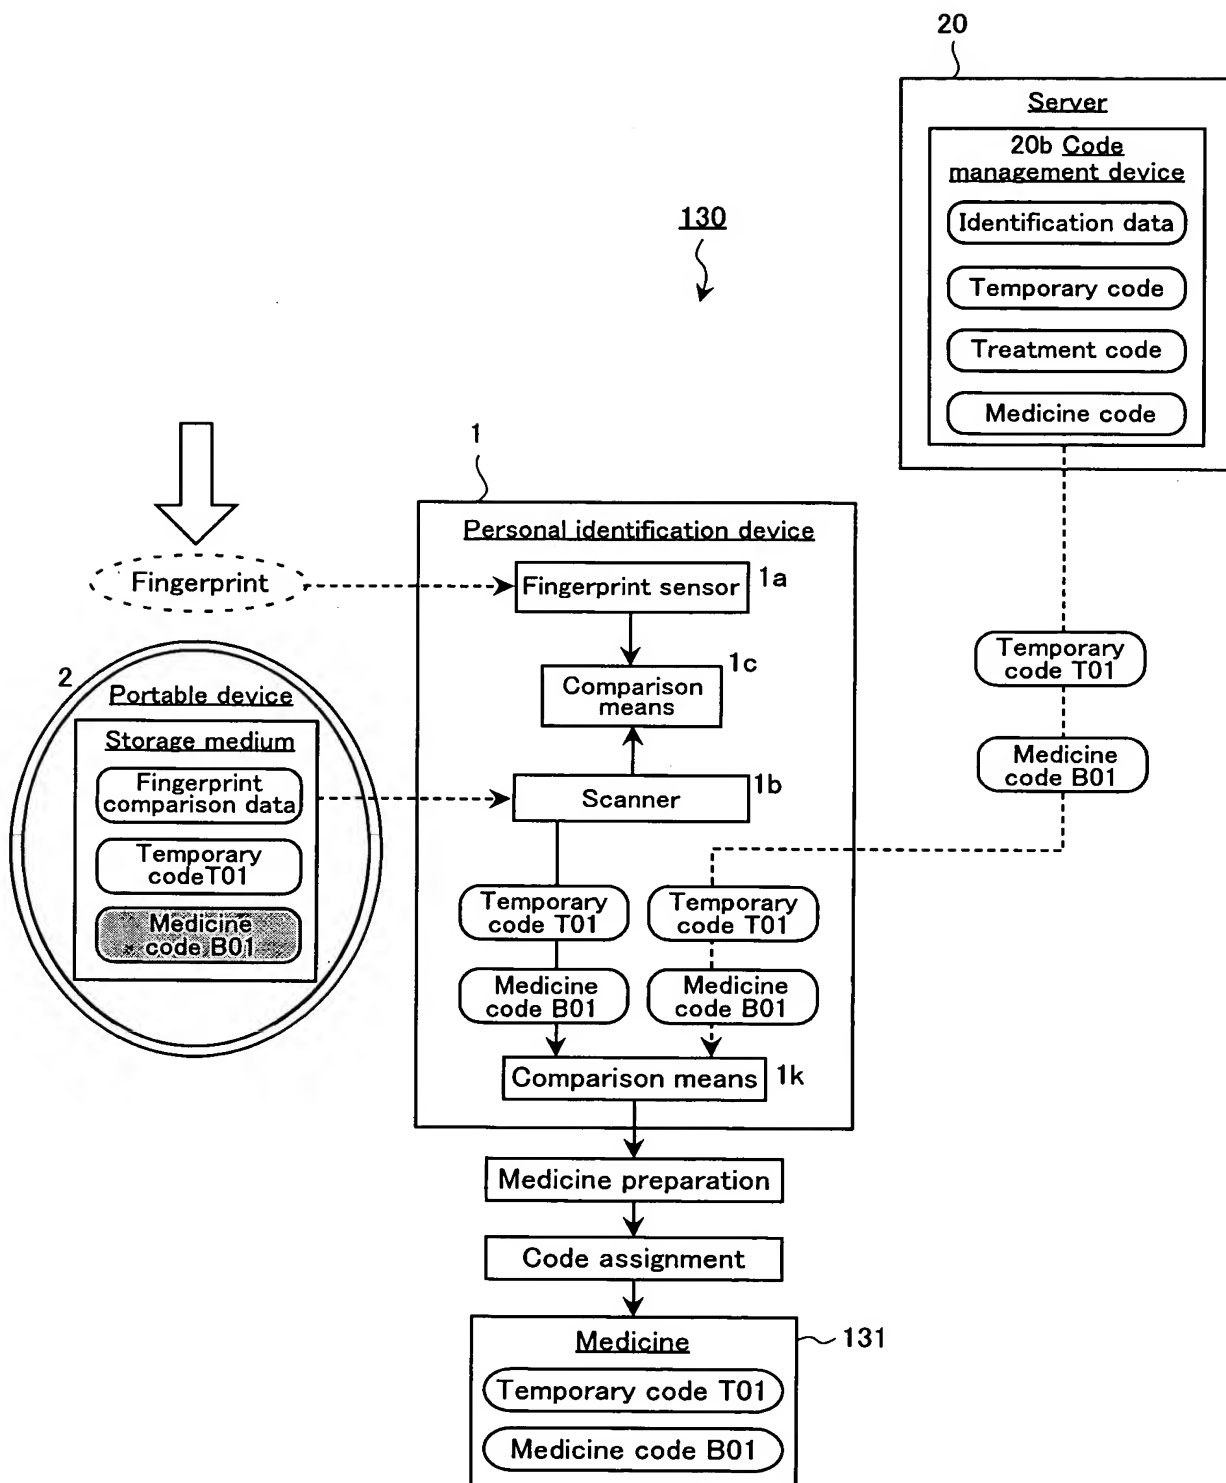 20
Server
20b Code
management device
Identification data
Temporary code
Treatment code
Medicine code
130
1
Personal identification device
Fingerprint
Fingerprint sensor
1a
1c
Comparison
means
2
Portable device
Storage medium
Fingerprint
comparison data
Temporary
codeT01
Medicine
code B01
Scanner
1b
Temporary
code T01
Medicine
code B01
Temporary
code T01
Temporary
code T01
Medicine
code B01
Medicine
code B01
Comparison means
1k
Medicine preparation
Code assignment
Medicine
131
Temporary code T01
Medicine code B01